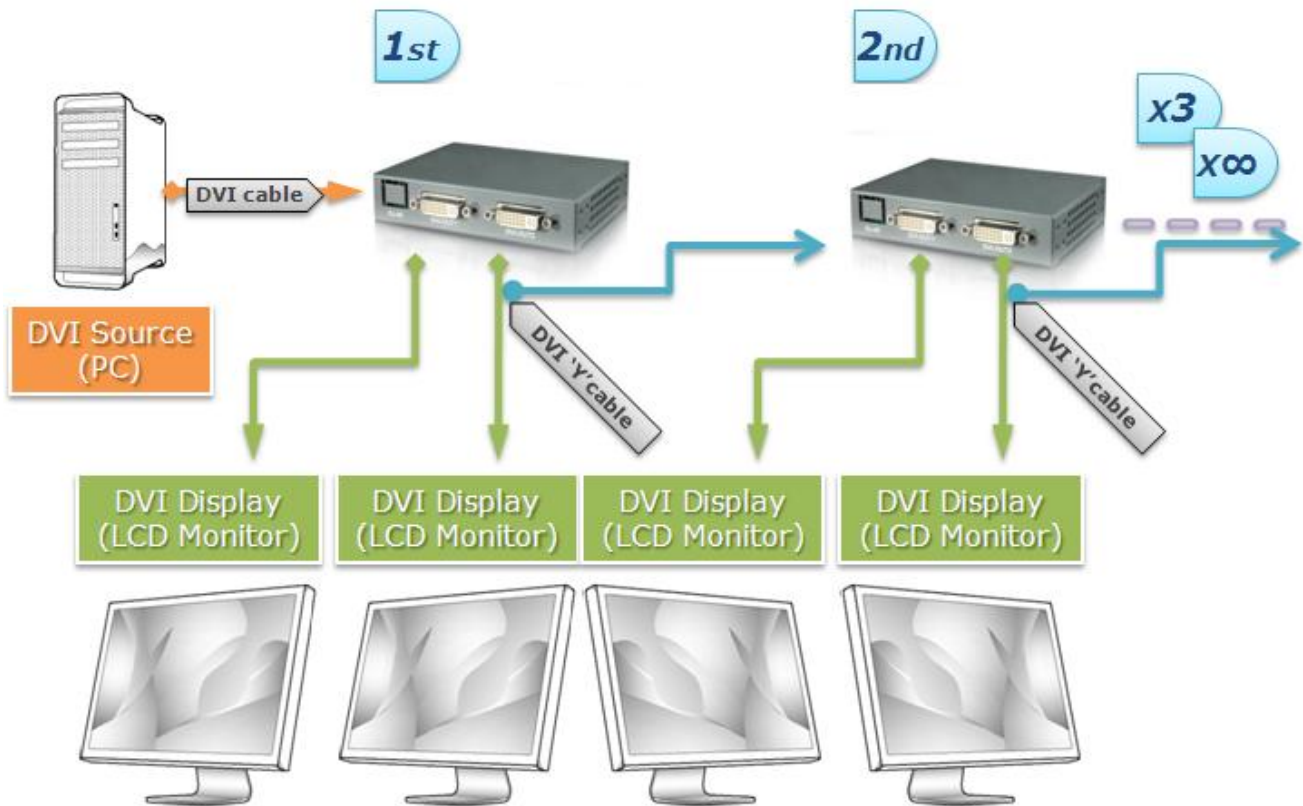 1st
2nd
x3
x∞
DVI cable
DVI Source
(PC)
DVI 'Y'cable
DVI 'Y'cable
DVI Display
(LCD Monitor)
DVI Display
(LCD Monitor)
DVI Display
(LCD Monitor)
DVI Display
(LCD Monitor)